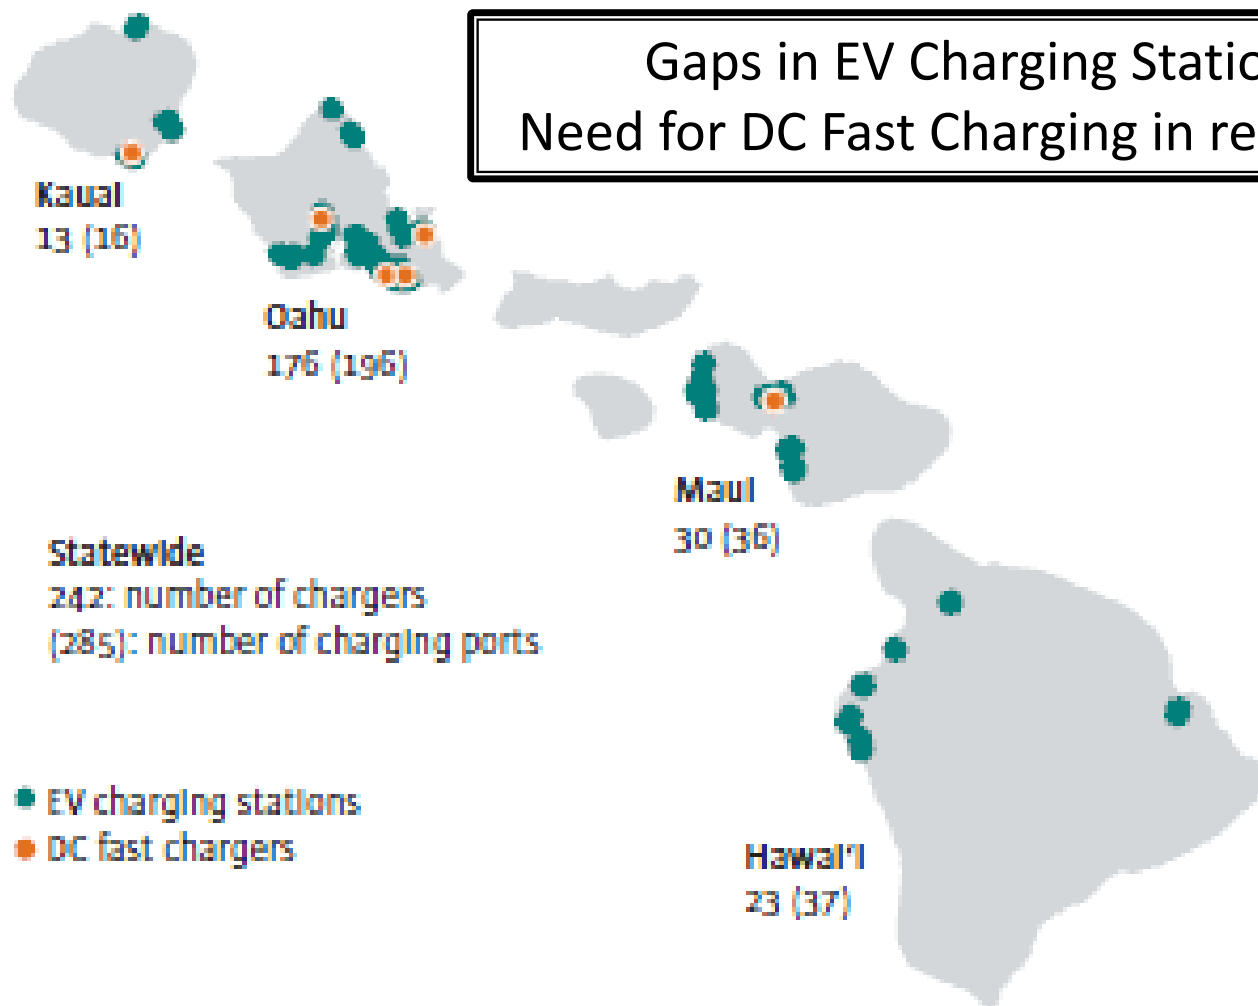 Gaps in EV Charging Statio
Need for DC Fast Charging in re
Kauai
13 (16)
Oahu
176 (196)
Maui
30 (36)
Statewide
242: number of chargers
(285): number of charging ports
EV charging stations
DC fast chargers
Hawai'i
23 (37)